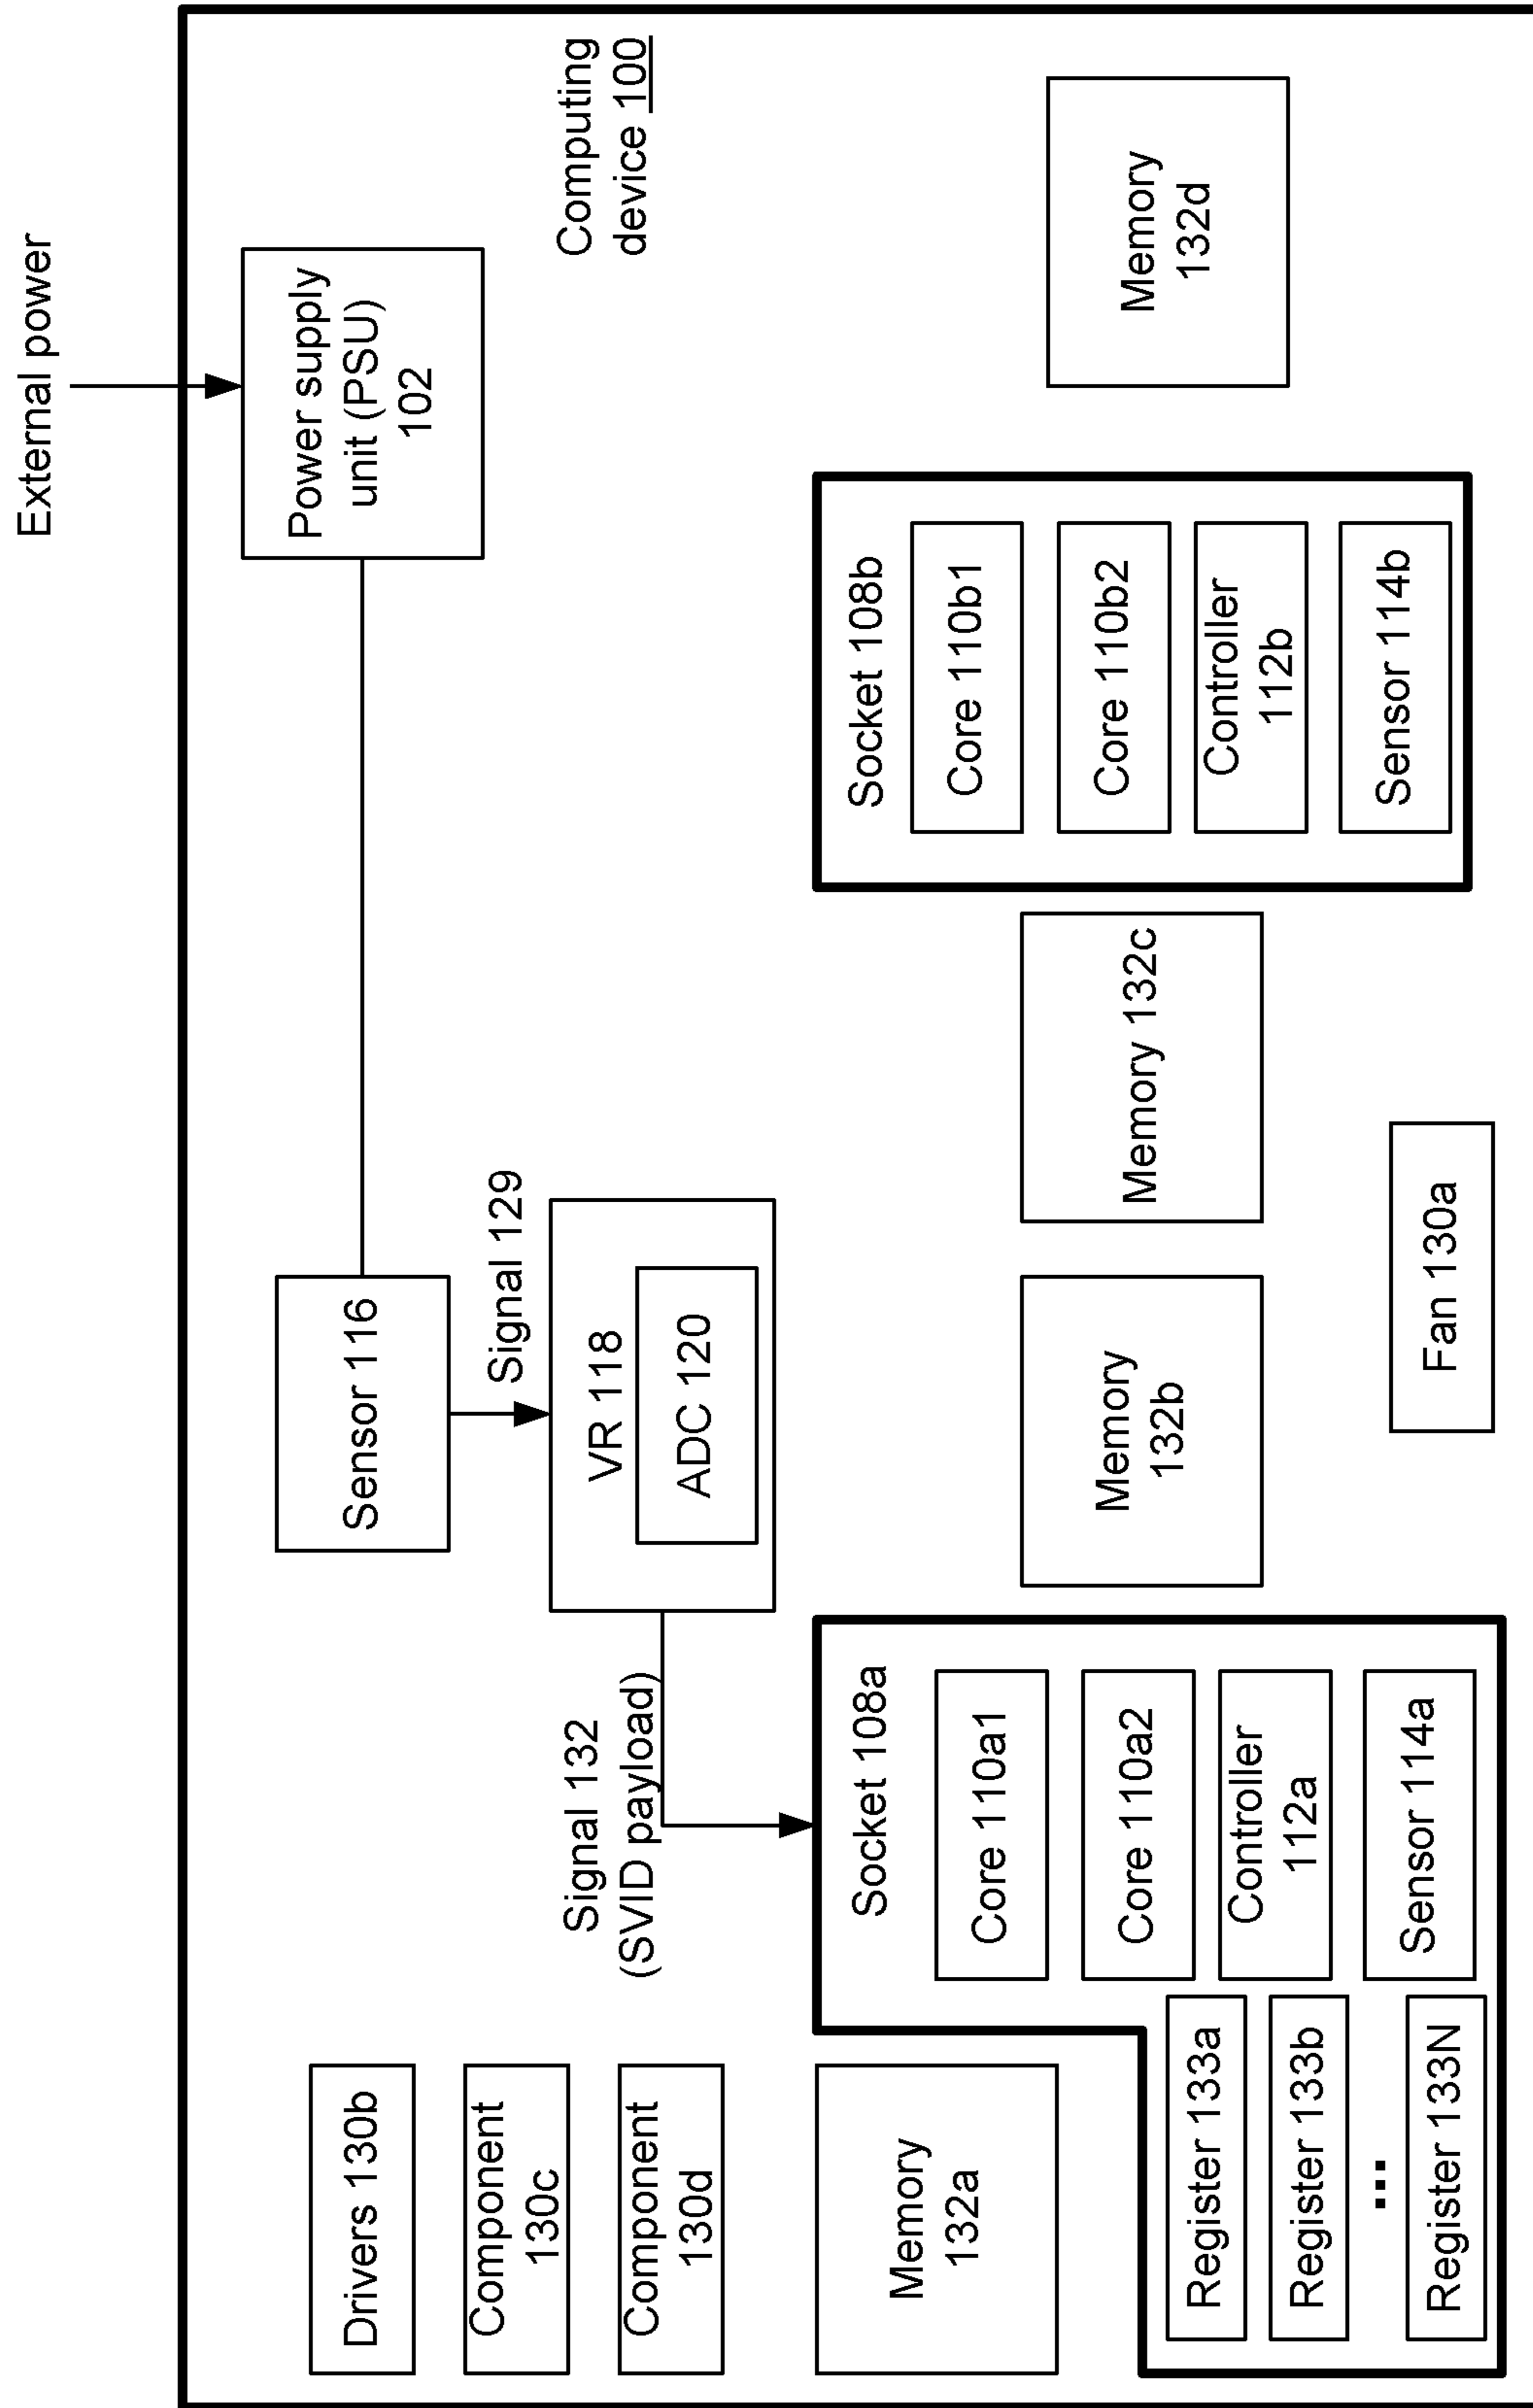 External power
Computing
device 100
Power supply
unit (PSU)
102
Sensor 116
Signal 129
VR 118
ADC 120
Signal 132
(SVID payload)
Drivers 130b
Component
130c
Component
130d
Memory
132a
Socket 108a
Core 110a1
Core 110a2
Controller
112a
Sensor 114a
Register 133a
Register 133b
...
Register 133N
Memory
132b
Memory 132c
Fan 130a
Socket 108b
Core 110b1
Core 110b2
Controller
112b
Sensor 114b
Memory
132d